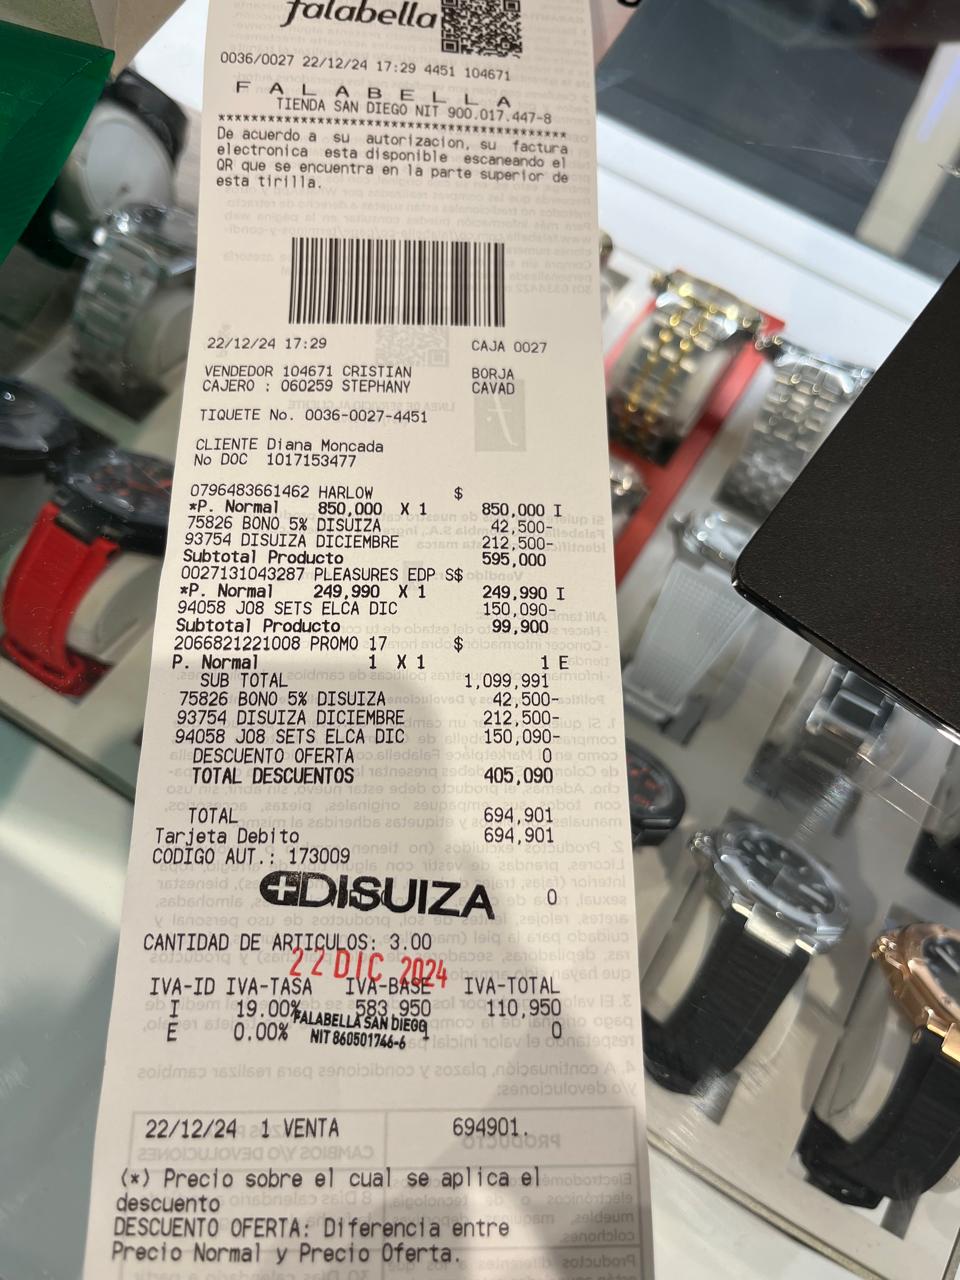 falabella
0036/0027 22/12/24 17:29 4451 104671
F A L A B E L L A
TIENDA SAN DIEGO NIT 900.017.447-8
****************************************
De acuerdo a su autorizacion, su factura
electronica esta disponible escaneando el
QR que se encuentra en la parte superior de
esta tirilla.
22/12/24 17:29 CAJA 0027
VENDEDOR 104671 CRISTIAN BORJA
CAJERO : 060259 STEPHANY CAVAD
TIQUETE No. 0036-0027-4451
CLIENTE Diana Moncada
No DOC 1017153477
0796483661462 HARLOW $
*P. Normal 850,000 X 1 850,000 I
75826 BONO 5% DISUIZA 42,500-
93754 DISUIZA DICIEMBRE 212,500-
Subtotal Producto 595,000
0027131043287 PLEASURES EDP S$
*P. Normal 249,990 X 1 249,990 I
94058 J08 SETS ELCA DIC 150,090-
Subtotal Producto 99,900
2066821221008 PROMO 17 $
P. Normal 1 X 1 1 E
SUB TOTAL 1,099,991
75826 BONO 5% DISUIZA 42,500-
93754 DISUIZA DICIEMBRE 212,500-
94058 J08 SETS ELCA DIC 150,090-
DESCUENTO OFERTA 0
TOTAL DESCUENTOS 405,090
TOTAL 694,901
Tarjeta Debito 694,901
CODIGO AUT.: 173009
DISUIZA 0
CANTIDAD DE ARTICULOS: 3.00
22 DIC 2024
IVA-ID IVA-TASA IVA-BASE IVA-TOTAL
I 19.00% 583,950 110,950
E 0.00% 1 0
FALABELLA SAN DIEGO
NIT 860501746-6
22/12/24 1 VENTA 694901.
(*) Precio sobre el cual se aplica el
descuento
DESCUENTO OFERTA: Diferencia entre
Precio Normal y Precio Oferta.